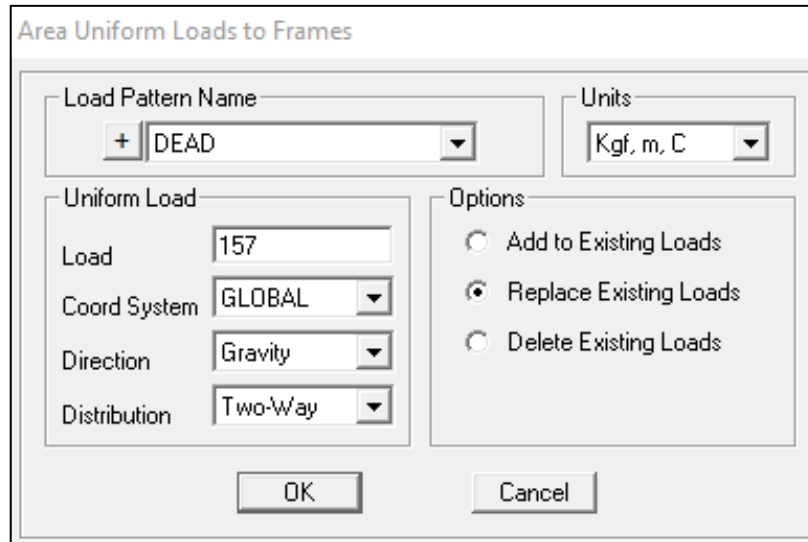 Area Uniform Loads to Frames
Load Pattern Name
+ DEAD
Units
Kgf, m, C
Uniform Load
Load 157
Coord System GLOBAL
Direction Gravity
Distribution Two-Way
Options
Add to Existing Loads
Replace Existing Loads
Delete Existing Loads
OK Cancel